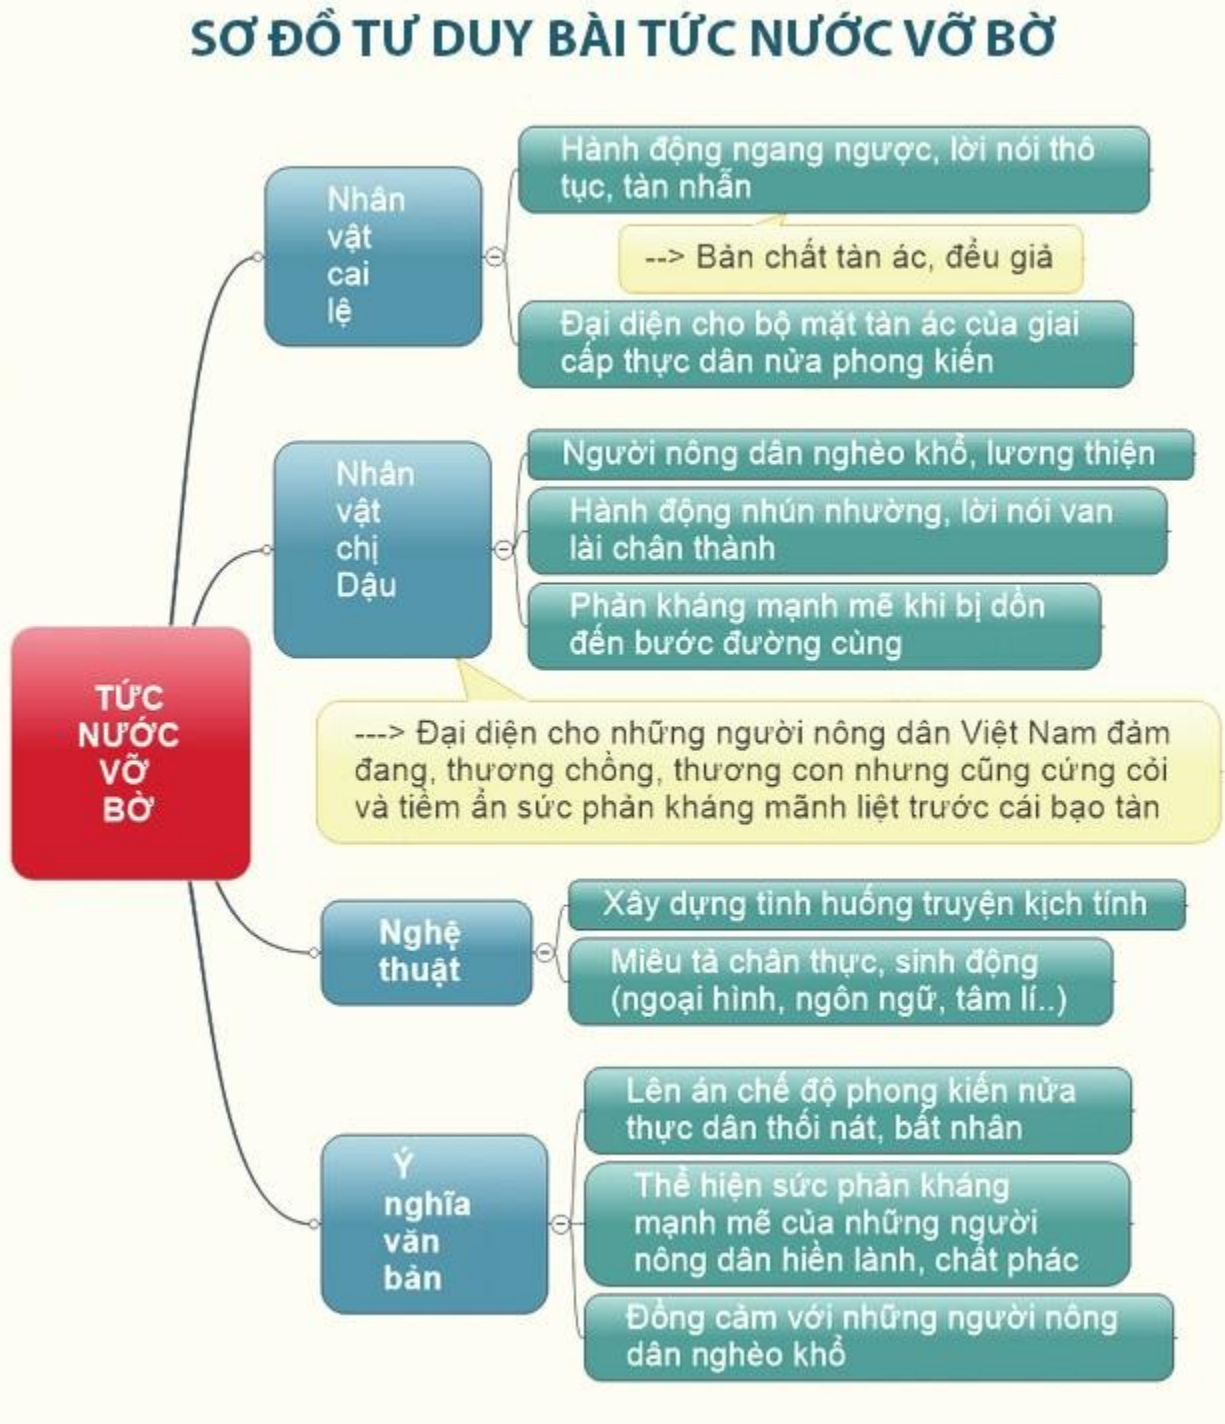 SƠ ĐỒ TƯ DUY BÀI TỨC NƯỚC VỠ BỜ
Nhân
vật
cai
lệ
Hành động ngang ngược, lời nói thô
tục, tàn nhẫn
--> Bản chất tàn ác, đểu giả
Đại diện cho bộ mặt tàn ác của giai
cấp thực dân nửa phong kiến
Nhân
vật
chị
Dậu
Người nông dân nghèo khổ, lương thiện
Hành động nhún nhường, lời nói van
lài chân thành
Phản kháng mạnh mẽ khi bị dồn
đến bước đường cùng
---> Đại diện cho những người nông dân Việt Nam đảm
đang, thương chồng, thương con nhưng cũng cứng cỏi
và tiềm ẩn sức phản kháng mãnh liệt trước cái bạo tàn
TỨC
NƯỚC
VỠ
BỜ
Nghệ
thuật
Xây dựng tình huống truyện kịch tính
Miêu tả chân thực, sinh động
(ngoại hình, ngôn ngữ, tâm lí..)
Ý
nghĩa
văn
bản
Lên án chế độ phong kiến nửa
thực dân thối nát, bất nhân
Thể hiện sức phản kháng
mạnh mẽ của những người
nông dân hiền lành, chất phác
Đồng cảm với những người nông
dân nghèo khổ